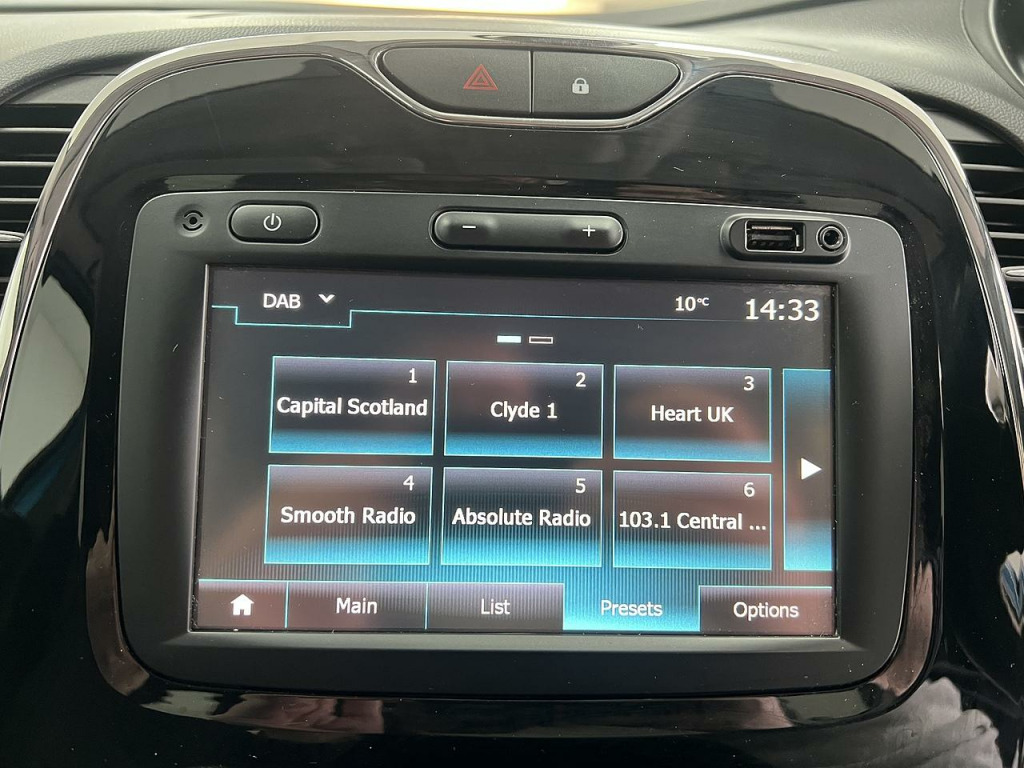 − +
DAB 10°C 14:33
1 2 3
Capital Scotland Clyde 1 Heart UK
4 5 6
Smooth Radio Absolute Radio 103.1 Central ...
Main List Presets Options